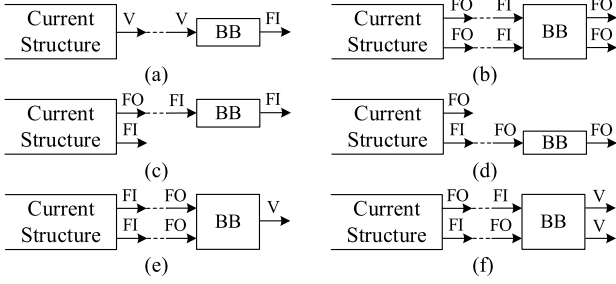 Current
Structure
V
V
BB
FI
(a)
Current
Structure
FO
FI
FO
FO
FI
BB
FO
(b)
Current
Structure
FO
FI
FI
BB
FI
(c)
Current
Structure
FO
FI
FO
BB
FO
(d)
Current
Structure
FI
FO
FI
FO
BB
V
(e)
Current
Structure
FO
FI
FI
FO
BB
V
V
(f)